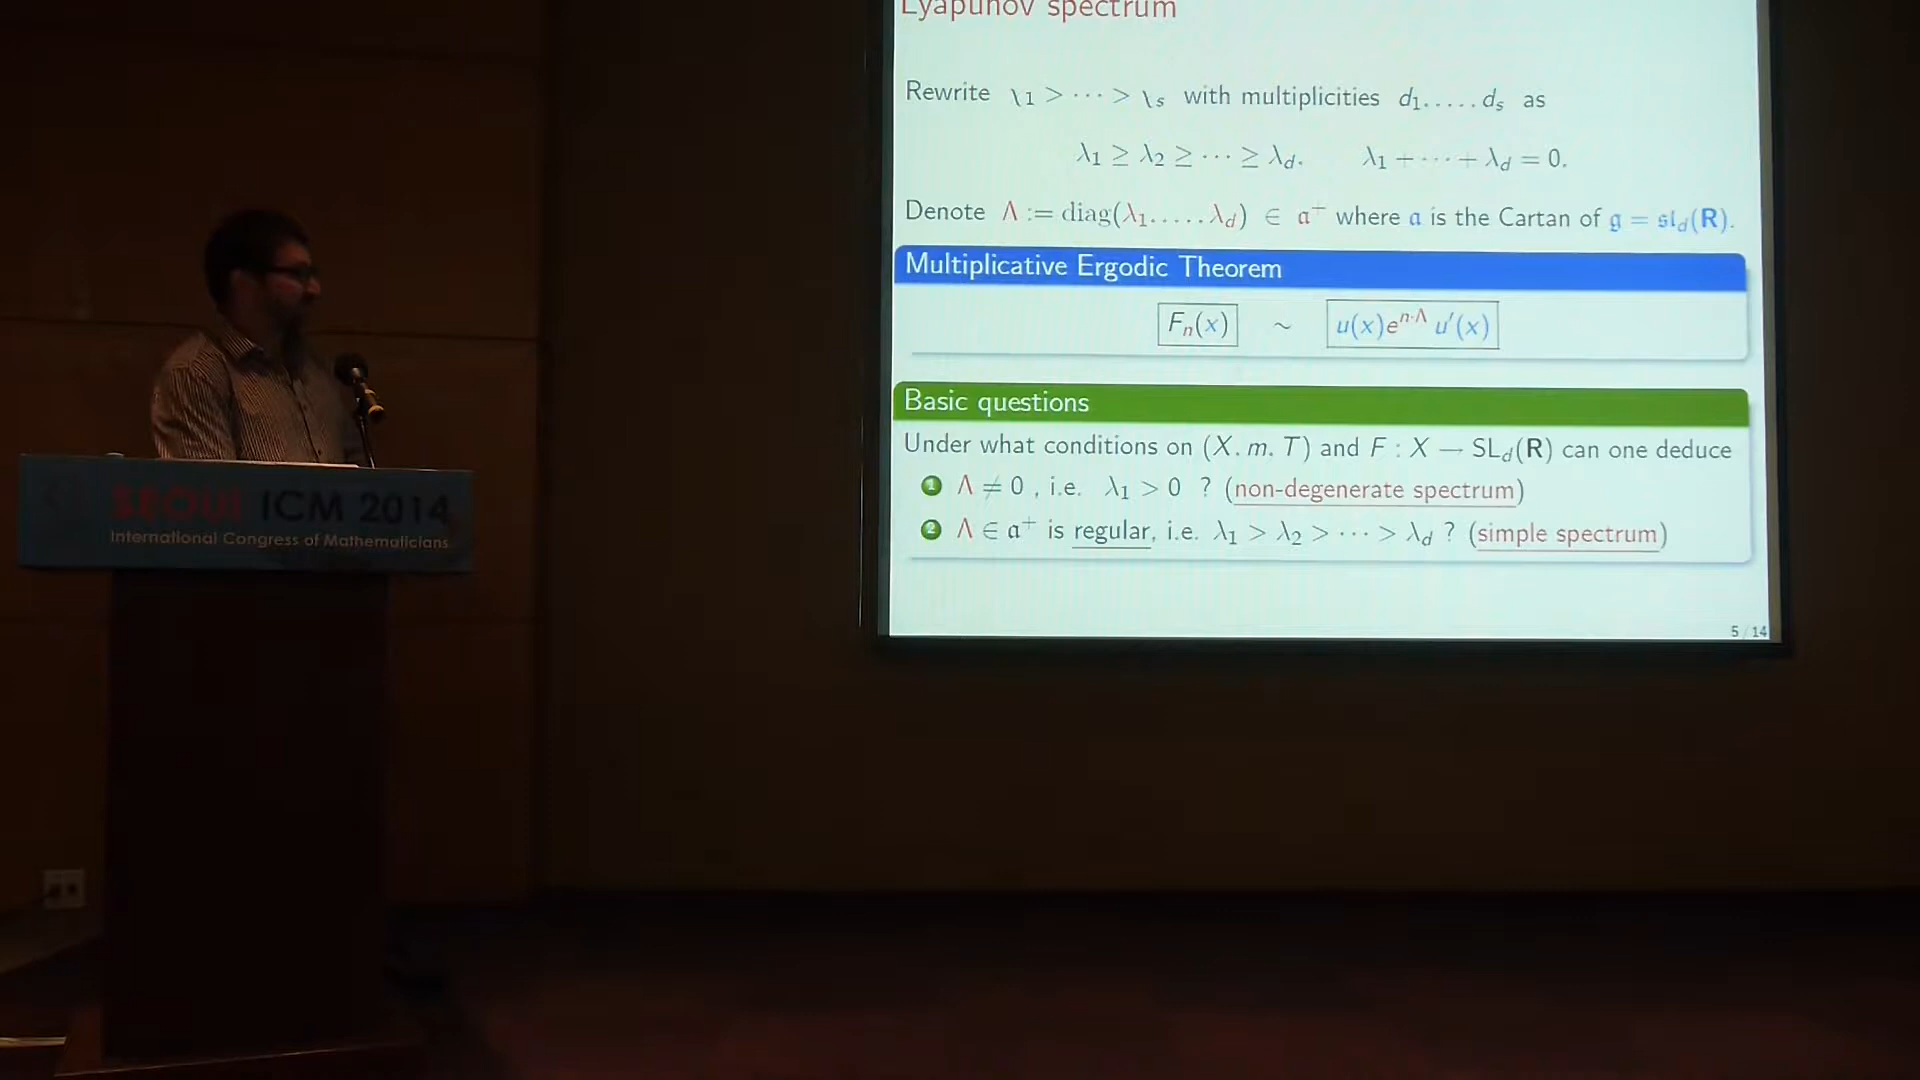 Lyapunov spectrum
Rewrite λ1 > ··· > λs with multiplicities d1.....ds as
λ1 ≥ λ2 ≥ ··· ≥ λd. λ1 + ··· + λd = 0.
Denote Λ := diag(λ1.....λd) ∈ 𝔞⁺ where 𝔞 is the Cartan of 𝔤 = 𝔰𝔩d(R).
Multiplicative Ergodic Theorem
Fn(x) ~ u(x)e^{n·Λ} u′(x)
Basic questions
Under what conditions on (X. m. T) and F : X → SLd(R) can one deduce
1 Λ ≠ 0 , i.e. λ1 > 0 ? (non-degenerate spectrum)
2 Λ ∈ 𝔞⁺ is regular, i.e. λ1 > λ2 > ··· > λd ? (simple spectrum)
5 / 14
SEOUL ICM 2014
International Congress of Mathematicians